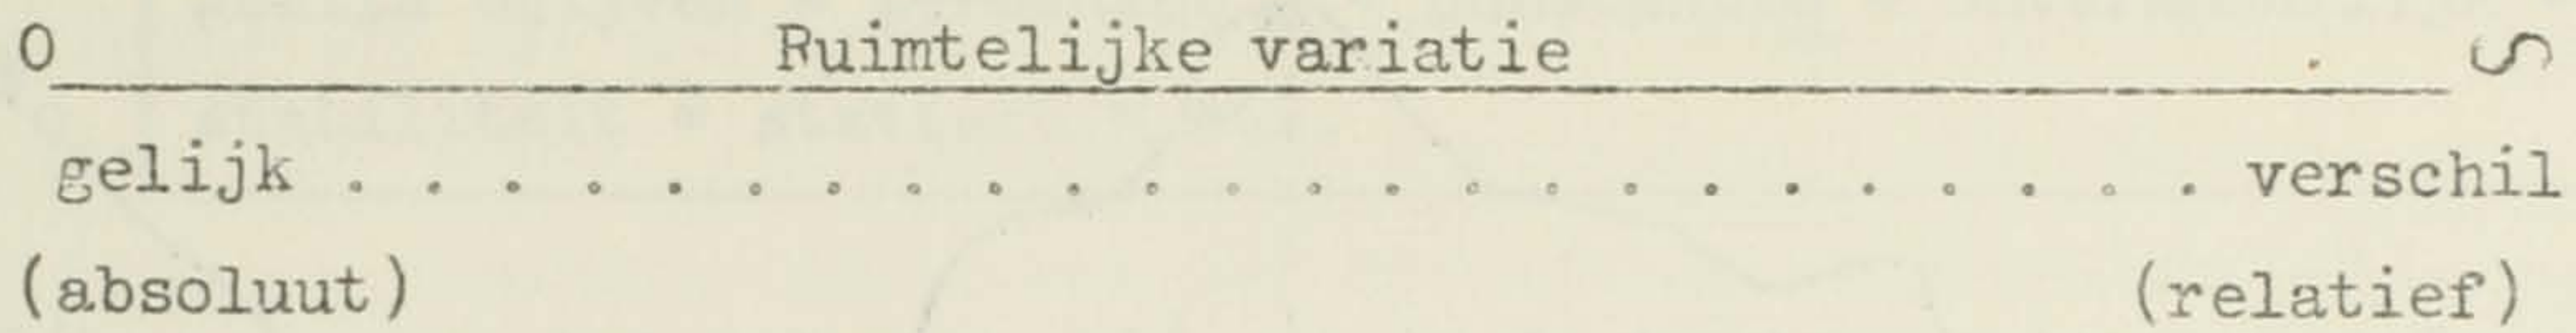 0 Ruimtelijke variatie
gelijk . . . . . . . . . . . . . . . . . . . . . . . . verschil
(absoluut) (relatief)